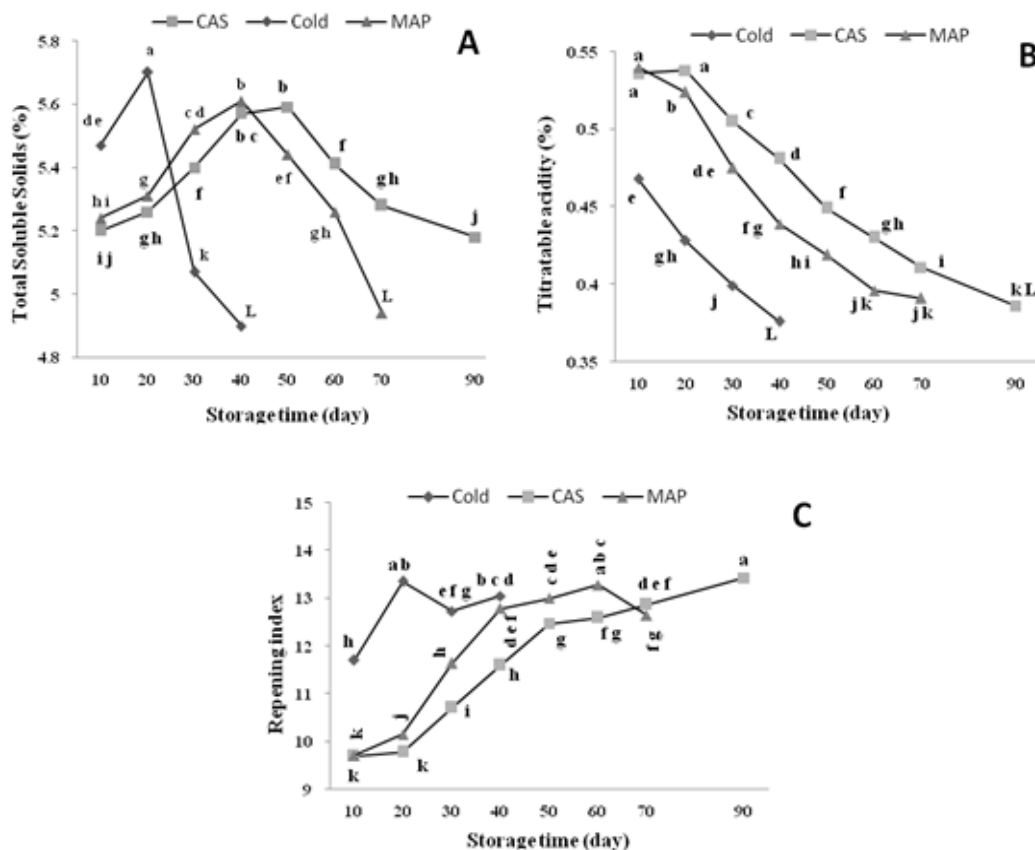 CAS Cold MAP
A
5.8
5.6
5.4
5.2
5
4.8
Total Soluble Solids (%)
a
d e
b
b
c d
b c
f
g
e f
h i
f
g h
i j
g h
g h
j
k
L
L
10 20 30 40 50 60 70 90
Storage time (day)
Cold CAS MAP
B
0.55
0.5
0.45
0.4
0.35
Titratable acidity (%)
a
a
a
b
c
d
d e
e
f
f g
g h
g h
h i
i
j
j k
j k
k L
L
10 20 30 40 50 60 70 90
Storage time (day)
Cold CAS MAP
C
15
14
13
12
11
10
9
Repening index
a b
e f g
b c d
c d e
a b c
d e f
a
h
h
d e f
g
f g
f g
h
i
j
k
k
k
10 20 30 40 50 60 70 90
Storage time (day)